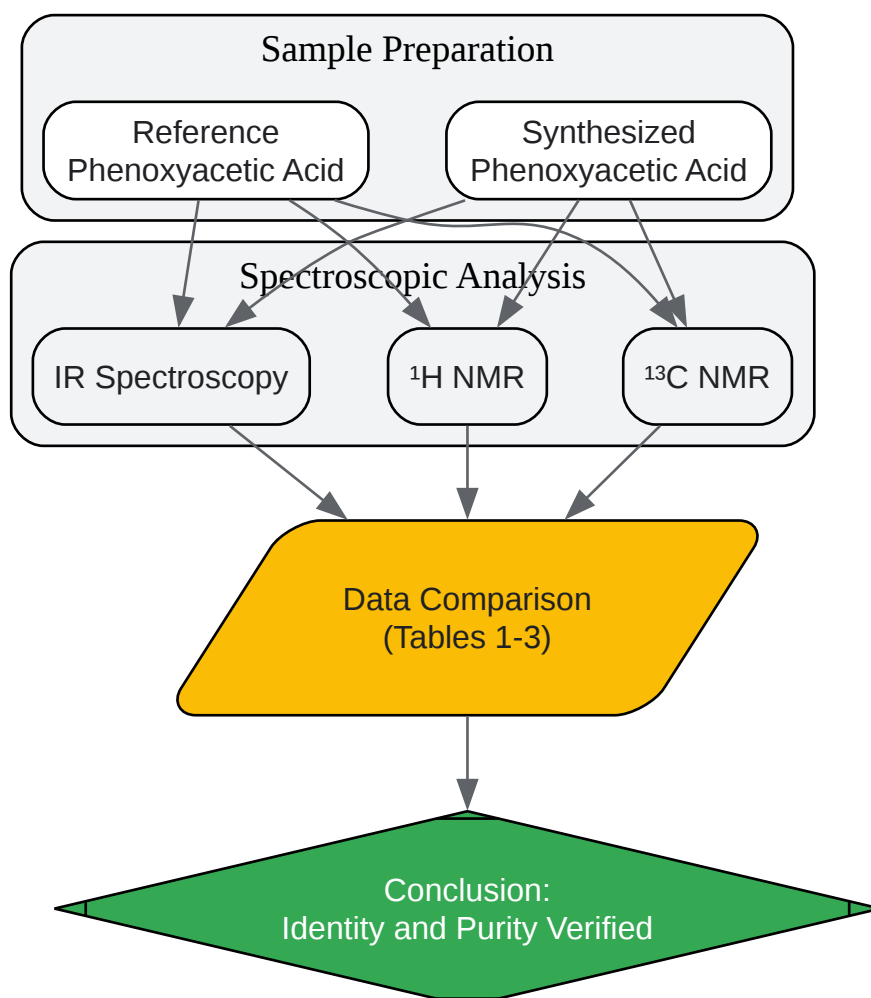 Sample Preparation
Reference
Phenoxyacetic Acid
Synthesized
Phenoxyacetic Acid
Spectroscopic Analysis
IR Spectroscopy
¹H NMR
¹³C NMR
Data Comparison
(Tables 1-3)
Conclusion:
Identity and Purity Verified